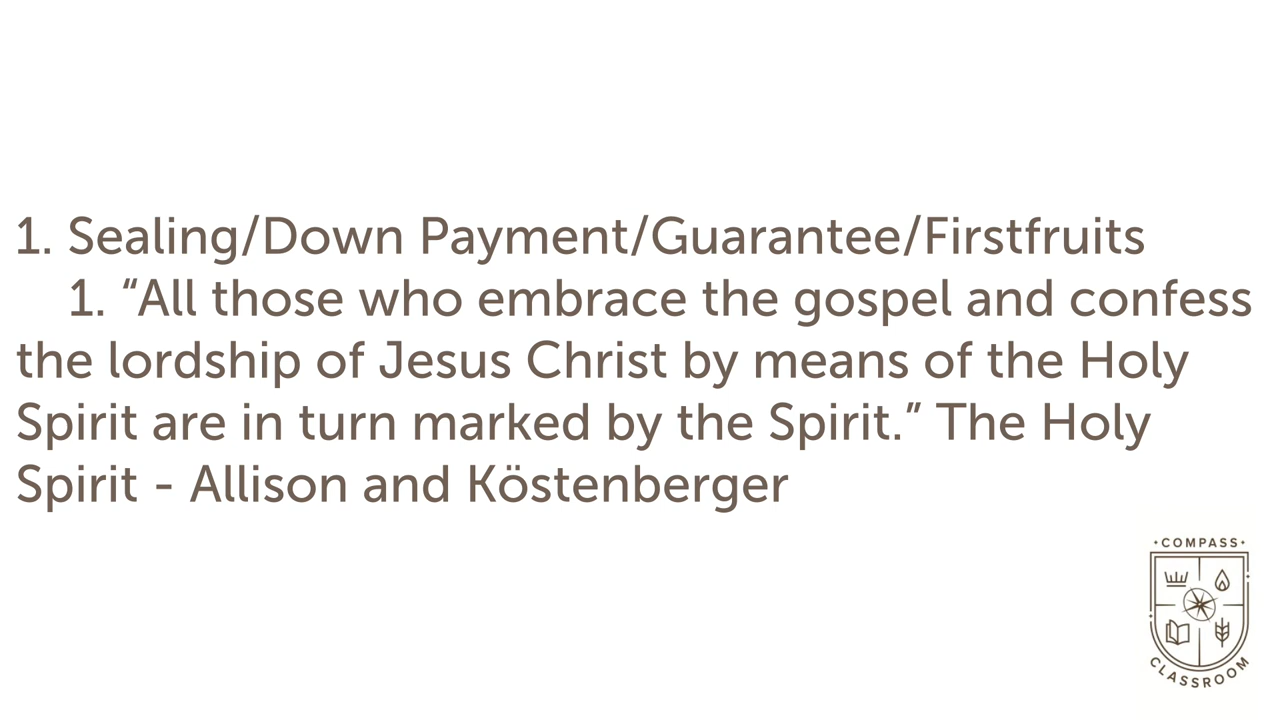 1. Sealing/Down Payment/Guarantee/Firstfruits
1. “All those who embrace the gospel and confess
the lordship of Jesus Christ by means of the Holy
Spirit are in turn marked by the Spirit.” The Holy
Spirit - Allison and Köstenberger
·COMPASS·
CLASSROOM